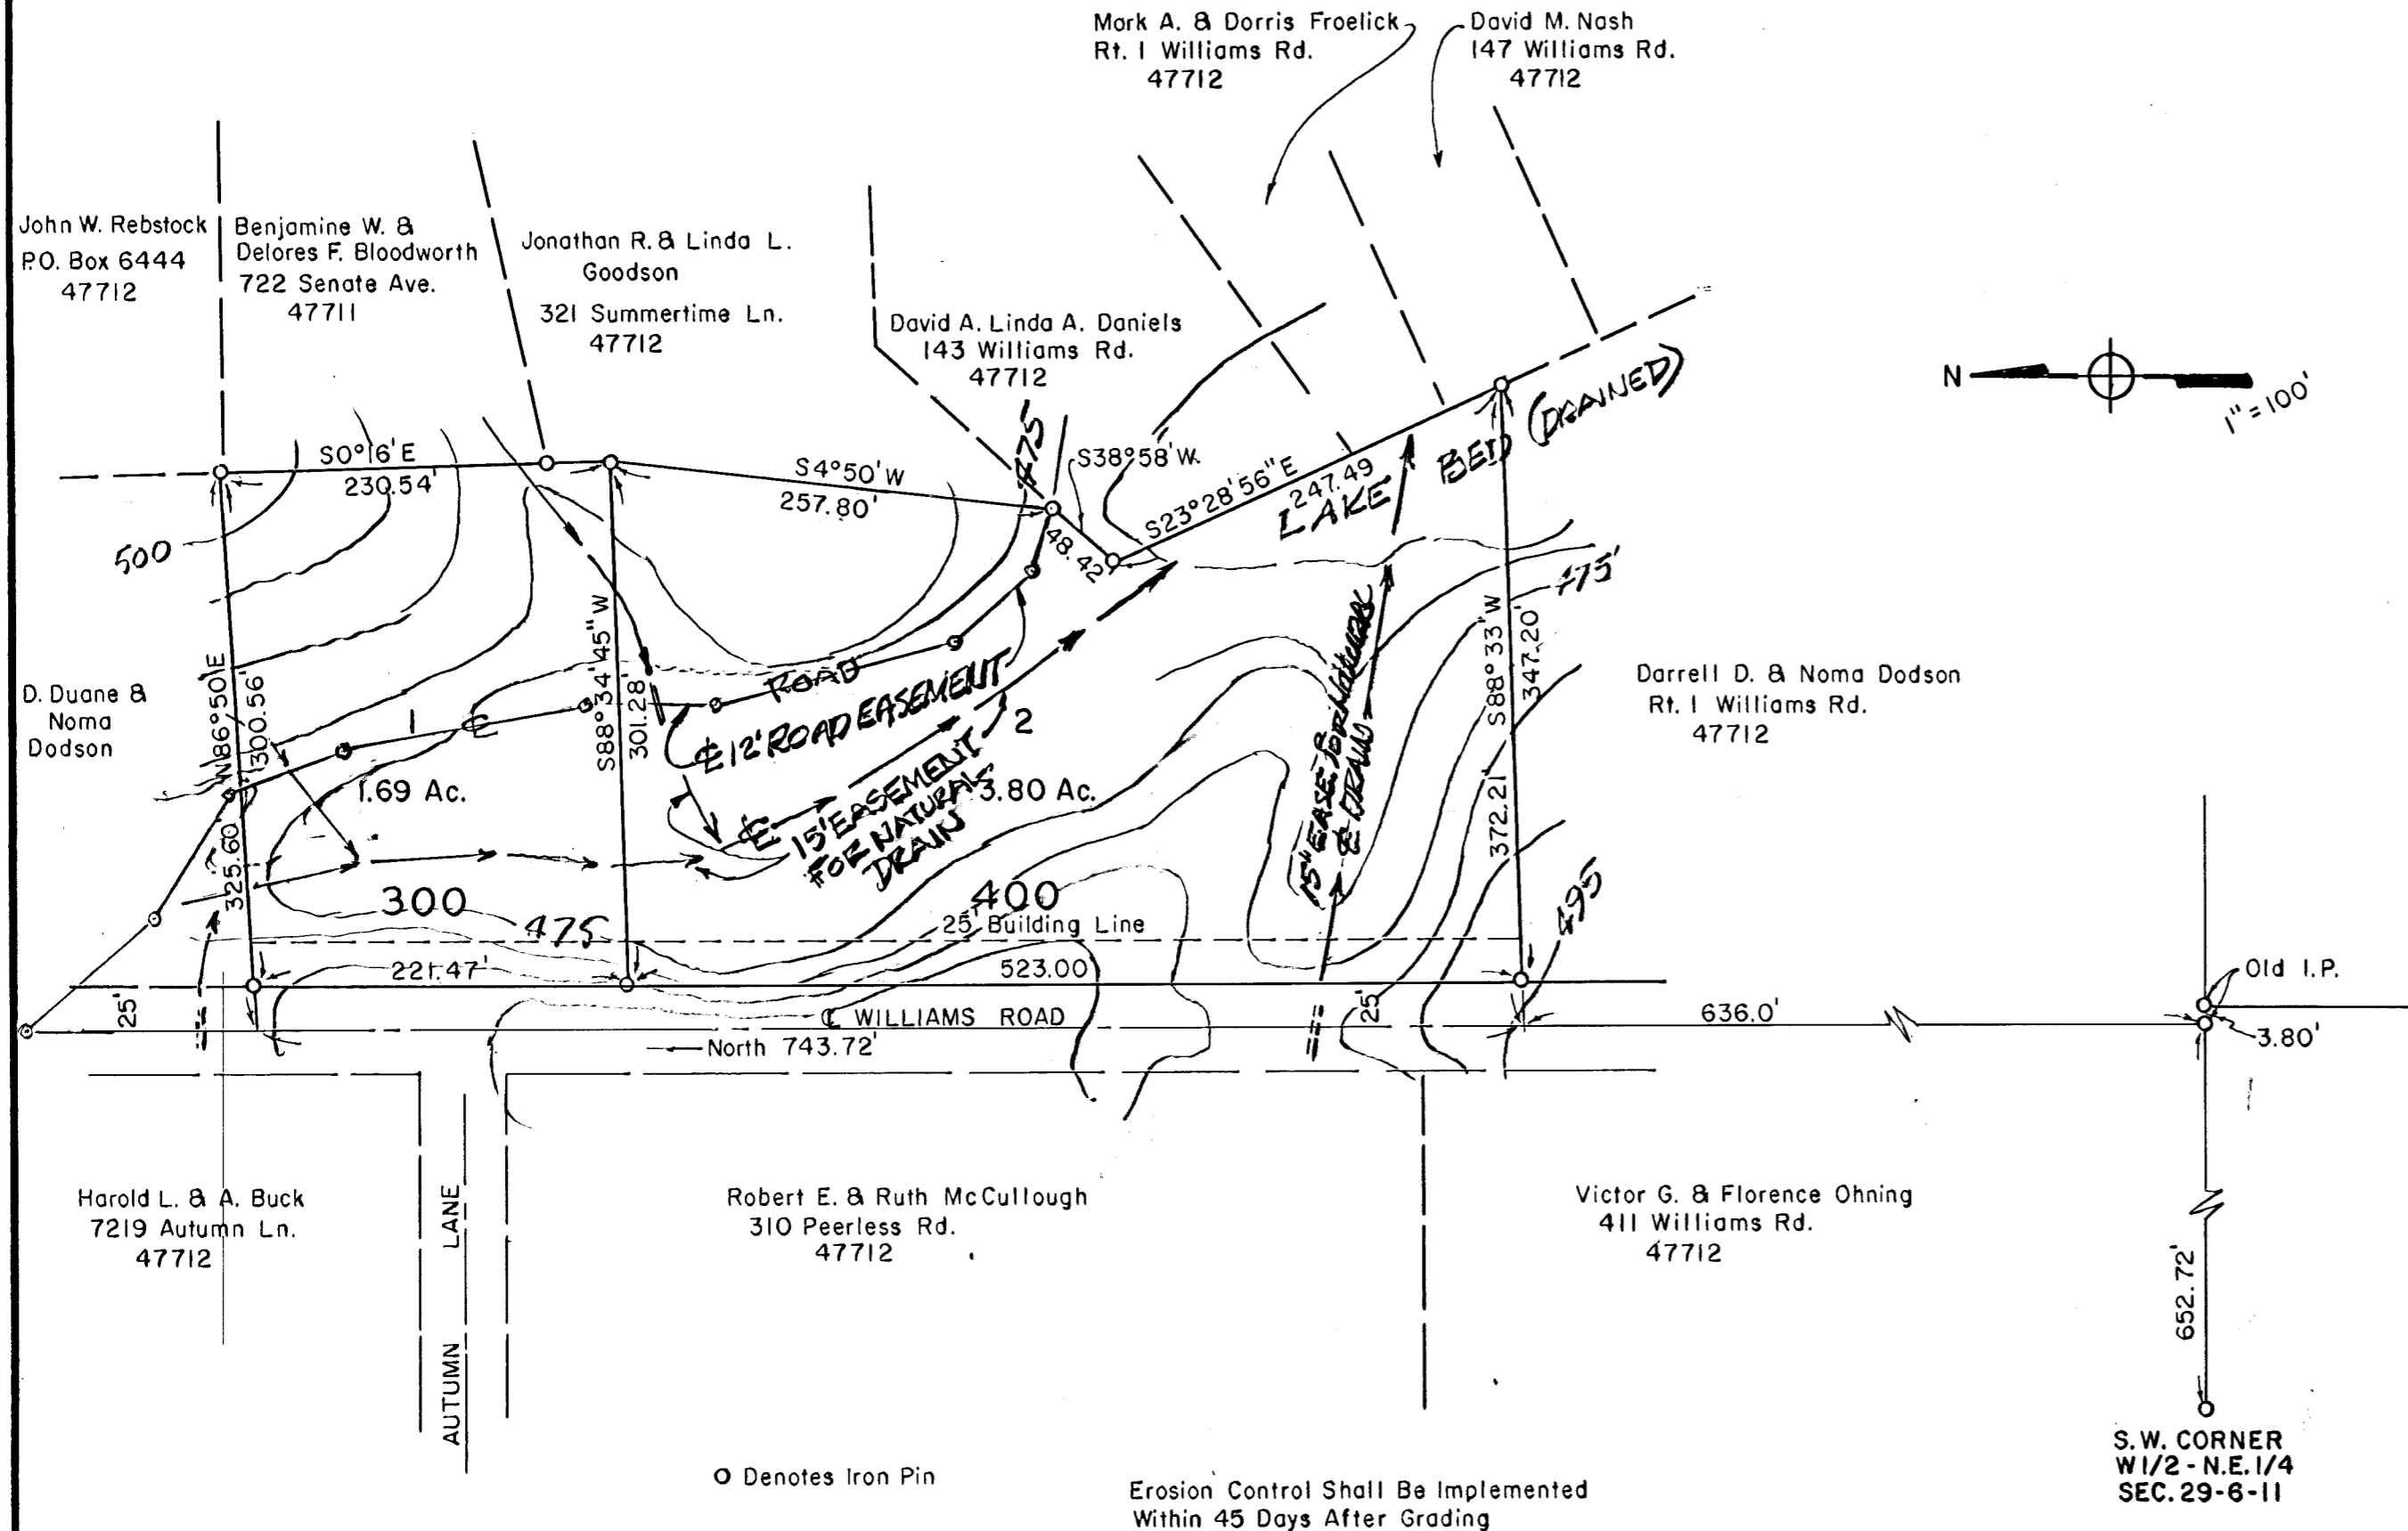 Mark A. & Dorris Froelick
Rt. 1 Williams Rd.
47712
David M. Nash
147 Williams Rd.
47712
John W. Rebstock
P.O. Box 6444
47712
Benjamine W. &
Delores F. Bloodworth
722 Senate Ave.
47711
Jonathan R. & Linda L.
Goodson
321 Summertime Ln.
47712
David A. Linda A. Daniels
143 Williams Rd.
47712
N
1"=100'
S0°16'E
230.54'
S4°50'W
257.80'
475
S38°58'W.
48.42
S23°28'56"E
247.49
LAKE BED (DRAINED)
500
475'
D. Duane &
Noma
Dodson
N86°50'E
300.56'
325.60
1
℄
1.69 Ac.
S88°34'45"W
301.28'
ROAD
℄ 12' ROAD EASEMENT
℄ 15' EASEMENT
FOR NATURAL
DRAIN
2
3.80 Ac.
15' EASE. FOR NATURAL
℄ DRAIN
S88°33'W
347.20'
372.21'
Darrell D. & Noma Dodson
Rt. 1 Williams Rd.
47712
300
475
400
25' Building Line
495
221.47'
523.00
25'
℄ WILLIAMS ROAD
25'
636.0'
North 743.72'
Old I.P.
3.80'
Harold L. & A. Buck
7219 Autumn Ln.
47712
AUTUMN LANE
Robert E. & Ruth McCullough
310 Peerless Rd.
47712
Victor G. & Florence Ohning
411 Williams Rd.
47712
652.72'
S.W. CORNER
W 1/2 - N.E. 1/4
SEC. 29-6-11
O Denotes Iron Pin
Erosion Control Shall Be Implemented
Within 45 Days After Grading